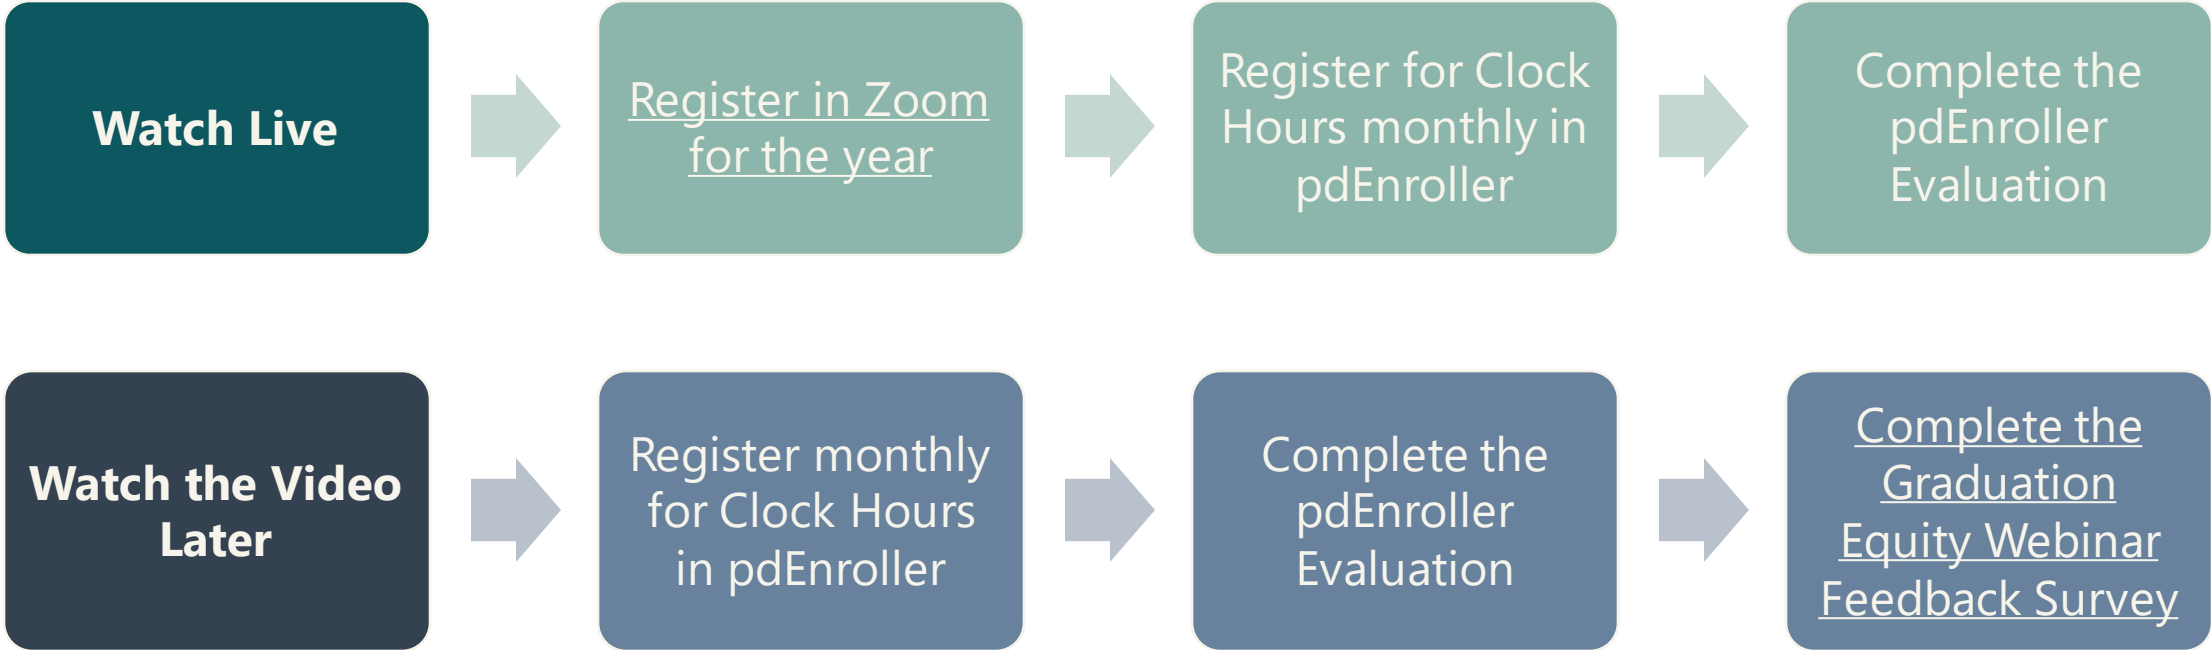 Watch Live
Register in Zoom
for the year
Register for Clock
Hours monthly in
pdEnroller
Complete the
pdEnroller
Evaluation
Watch the Video
Later
Register monthly
for Clock Hours
in pdEnroller
Complete the
pdEnroller
Evaluation
Complete the
Graduation
Equity Webinar
Feedback Survey